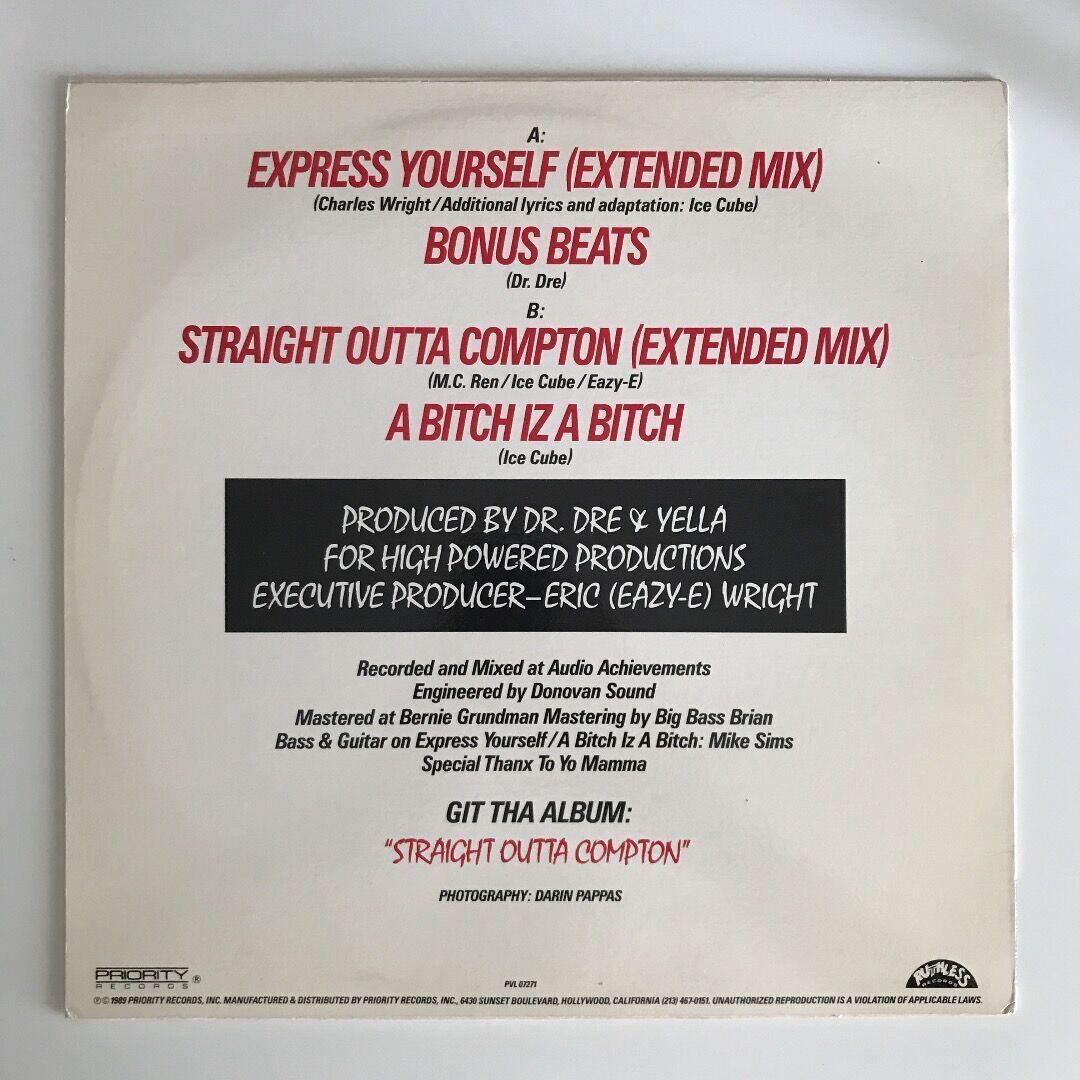 A:
EXPRESS YOURSELF (EXTENDED MIX)
(Charles Wright/Additional lyrics and adaptation: Ice Cube)
BONUS BEATS
(Dr. Dre)
B:
STRAIGHT OUTTA COMPTON (EXTENDED MIX)
(M.C. Ren/Ice Cube/Eazy-E)
A BITCH IZ A BITCH
(Ice Cube)
PRODUCED BY DR. DRE & YELLA
FOR HIGH POWERED PRODUCTIONS
EXECUTIVE PRODUCER–ERIC (EAZY-E) WRIGHT
Recorded and Mixed at Audio Achievements
Engineered by Donovan Sound
Mastered at Bernie Grundman Mastering by Big Bass Brian
Bass & Guitar on Express Yourself/A Bitch Iz A Bitch: Mike Sims
Special Thanx To Yo Mamma
GIT THA ALBUM:
"STRAIGHT OUTTA COMPTON"
PHOTOGRAPHY: DARIN PAPPAS
PRIORITY ®
RECORDS
PVL 07271
RUTHLESS
RECORDS
℗© 1989 PRIORITY RECORDS, INC. MANUFACTURED & DISTRIBUTED BY PRIORITY RECORDS, INC., 6430 SUNSET BOULEVARD, HOLLYWOOD, CALIFORNIA (213) 467-0151. UNAUTHORIZED REPRODUCTION IS A VIOLATION OF APPLICABLE LAWS.